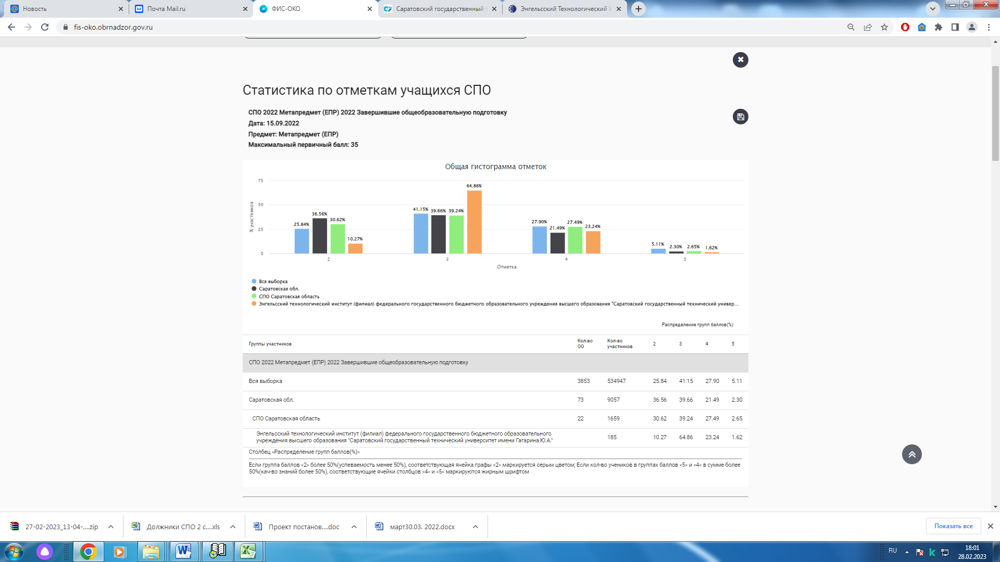 Новость
Почта Mail.ru
ФИС-ОКО
Саратовский государственный
Энгельсский Технологический
fis-oko.obrnadzor.gov.ru
Статистика по отметкам учащихся СПО
СПО 2022 Метапредмет (ЕПР) 2022 Завершившие общеобразовательную подготовку
Дата: 15.09.2022
Предмет: Метапредмет (ЕПР)
Максимальный первичный балл: 35
Общая гистограмма отметок
% участников
75
50
25
0
25.84% 36.56% 30.62% 10.27%
41.15% 39.66% 39.24% 64.86%
27.90% 21.49% 27.49% 23.24%
5.11% 2.30% 2.65% 1.62%
2 3 4 5
Отметка
Вся выборка
Саратовская обл.
СПО Саратовская область
Энгельсский технологический институт (филиал) федерального государственного бюджетного образовательного учреждения высшего образования "Саратовский государственный технический универ...
Распределение групп баллов(%)
Группы участников Кол-во ОО Кол-во участников 2 3 4 5
СПО 2022 Метапредмет (ЕПР) 2022 Завершившие общеобразовательную подготовку
Вся выборка 3853 534947 25.84 41.15 27.90 5.11
Саратовская обл. 73 9057 36.56 39.66 21.49 2.30
СПО Саратовская область 22 1659 30.62 39.24 27.49 2.65
Энгельсский технологический институт (филиал) федерального государственного бюджетного образовательного
учреждения высшего образования "Саратовский государственный технический университет имени Гагарина Ю.А." 185 10.27 64.86 23.24 1.62
Столбец «Распределение групп баллов(%)»
Если группа баллов «2» более 50%(успеваемость менее 50%), соответствующая ячейка графы «2» маркируется серым цветом; Если кол-во учеников в группах баллов «5» и «4» в сумме более
50%(кач-во знаний более 50%), соответствующие ячейки столбцов «4» и «5» маркируются жирным шрифтом
27-02-2023_13-04-....zip
Должники СПО 2 с....xls
Проект постанов....doc
март30.03. 2022.docx
Показать все
RU
18:01
28.02.2023